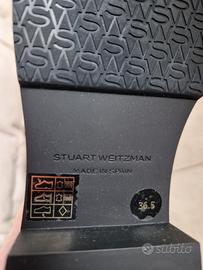 STUART WEITZMAN
MADE IN SPAIN
36.5
subito